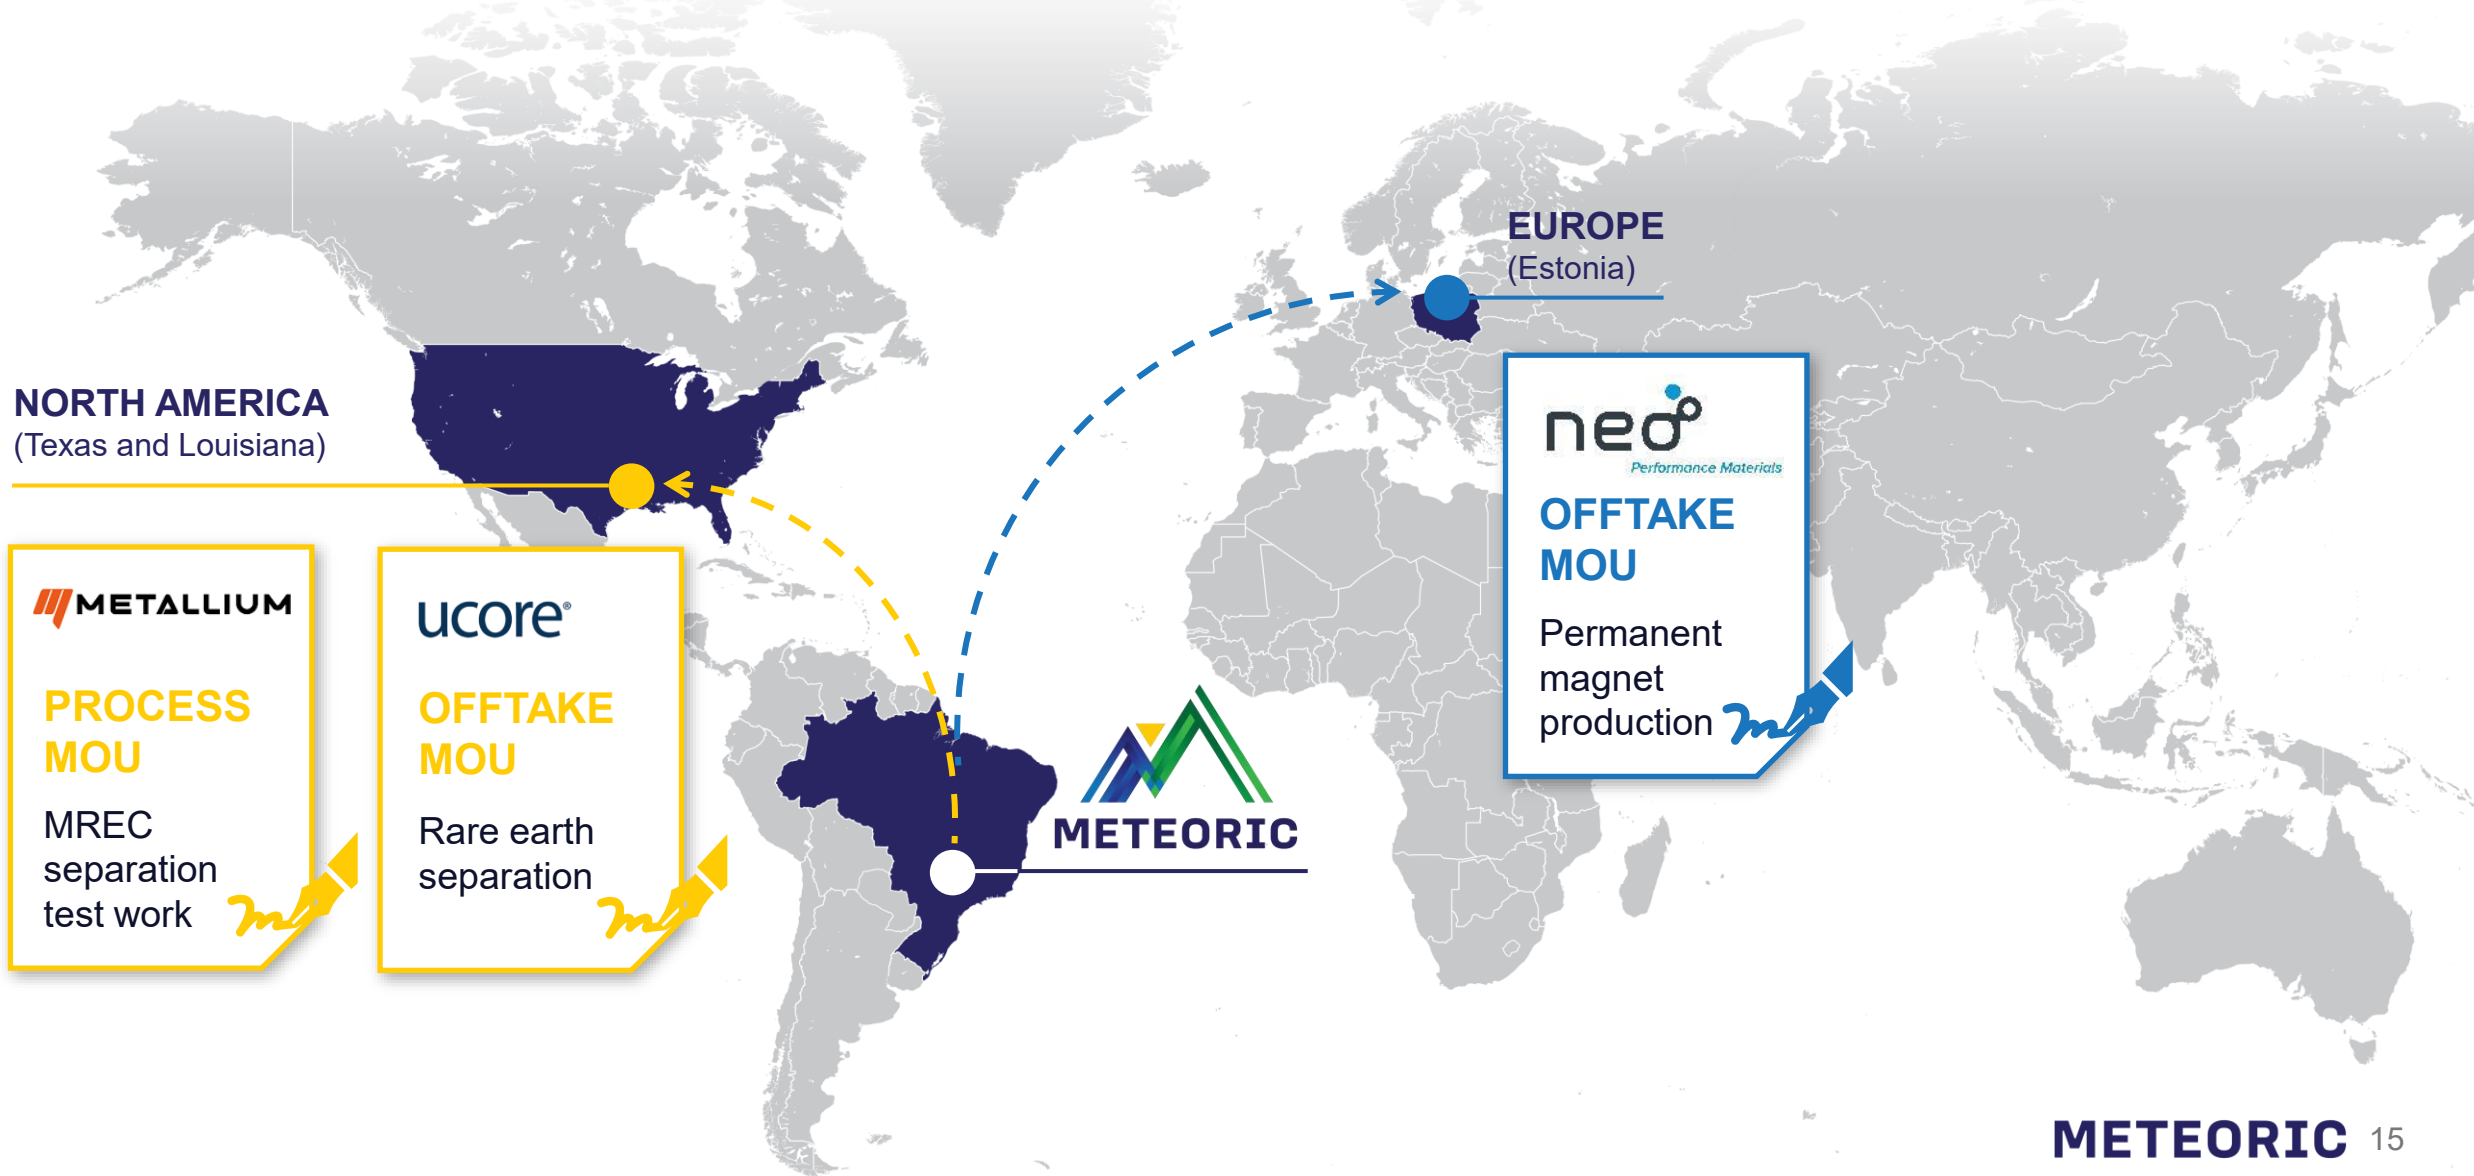 EUROPE
(Estonia)
NORTH AMERICA
(Texas and Louisiana)
neo
Performance Materials
OFFTAKE
MOU
Permanent
magnet
production
METALLIUM
PROCESS
MOU
MREC
separation
test work
ucore®
OFFTAKE
MOU
Rare earth
separation
METEORIC
METEORIC 15